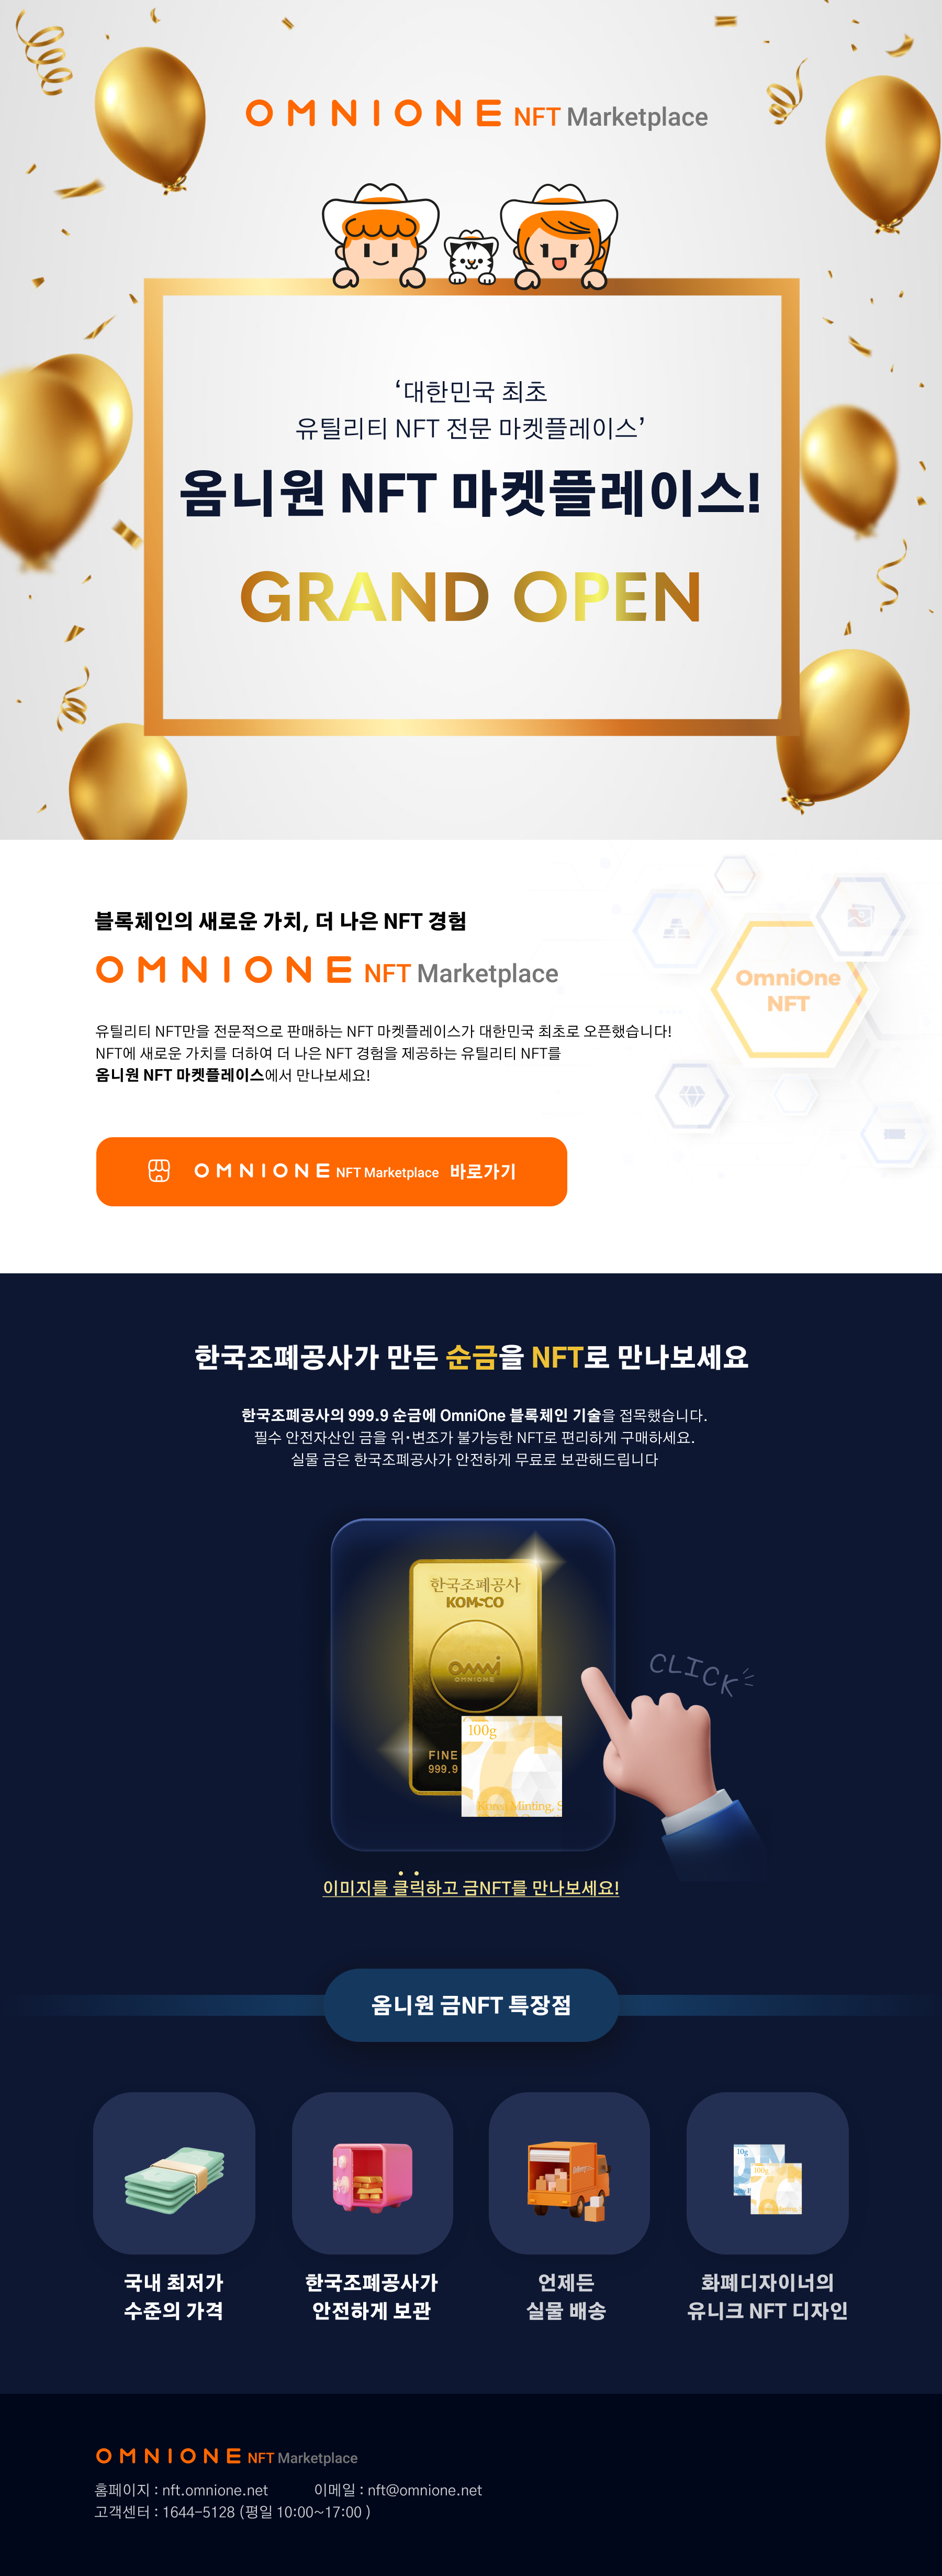 OMNIONE NFT Marketplace
‘대한민국 최초
유틸리티 NFT 전문 마켓플레이스’
옴니원 NFT 마켓플레이스!
GRAND OPEN
블록체인의 새로운 가치, 더 나은 NFT 경험
OMNIONE NFT Marketplace
유틸리티 NFT만을 전문적으로 판매하는 NFT 마켓플레이스가 대한민국 최초로 오픈했습니다!
NFT에 새로운 가치를 더하여 더 나은 NFT 경험을 제공하는 유틸리티 NFT를
옴니원 NFT 마켓플레이스에서 만나보세요!
OmniOne
NFT
OMNIONE NFT Marketplace 바로가기
한국조폐공사가 만든 순금을 NFT로 만나보세요
한국조폐공사의 999.9 순금에 OmniOne 블록체인 기술을 접목했습니다.
필수 안전자산인 금을 위·변조가 불가능한 NFT로 편리하게 구매하세요.
실물 금은 한국조폐공사가 안전하게 무료로 보관해드립니다
한국조폐공사
KOMSCO
omni
OMNIONE
100g
FINE
999.9
Korea Minting, S
CLICK
이미지를 클릭하고 금NFT를 만나보세요!
옴니원 금NFT 특장점
10g
100g
국내 최저가
수준의 가격
한국조폐공사가
안전하게 보관
언제든
실물 배송
화폐디자이너의
유니크 NFT 디자인
OMNIONE NFT Marketplace
홈페이지 : nft.omnione.net 이메일 : nft@omnione.net
고객센터 : 1644-5128 (평일 10:00~17:00 )